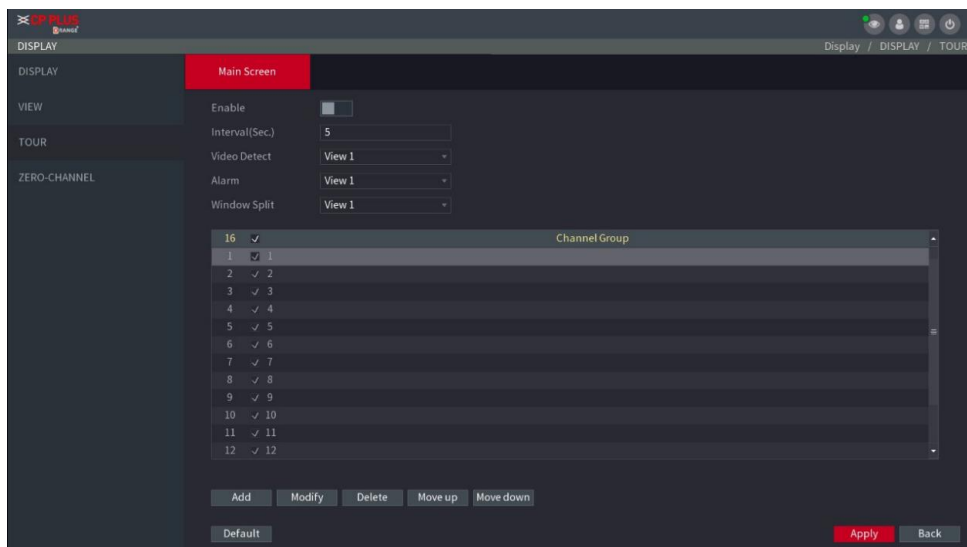 CP PLUS
ORANGE
DISPLAY
Display / DISPLAY / TOUR
DISPLAY
VIEW
TOUR
ZERO-CHANNEL
Main Screen
Enable
Interval(Sec.) 5
Video Detect View 1
Alarm View 1
Window Split View 1
16 Channel Group
1 1
2 2
3 3
4 4
5 5
6 6
7 7
8 8
9 9
10 10
11 11
12 12
Add Modify Delete Move up Move down
Default Apply Back